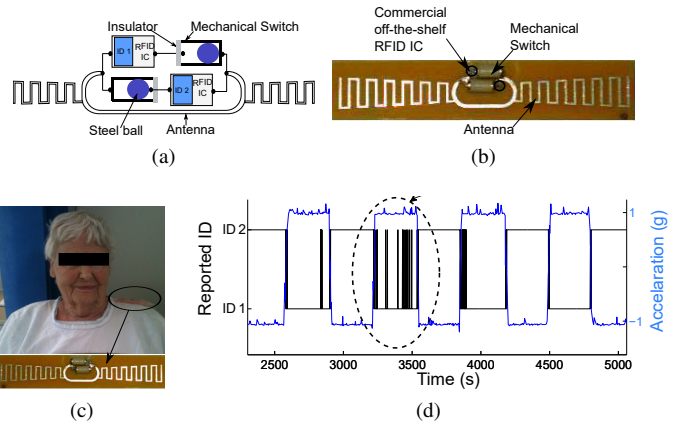 Insulator
Mechanical Switch
ID 1
RFID
IC
ID 2
RFID
IC
Steel ball
Antenna
(a)
Commercial
off-the-shelf
RFID IC
Mechanical
Switch
Antenna
(b)
(c)
Reported ID
ID 2
ID 1
1
−1
Accelaration (g)
2500 3000 3500 4000 4500 5000
Time (s)
(d)